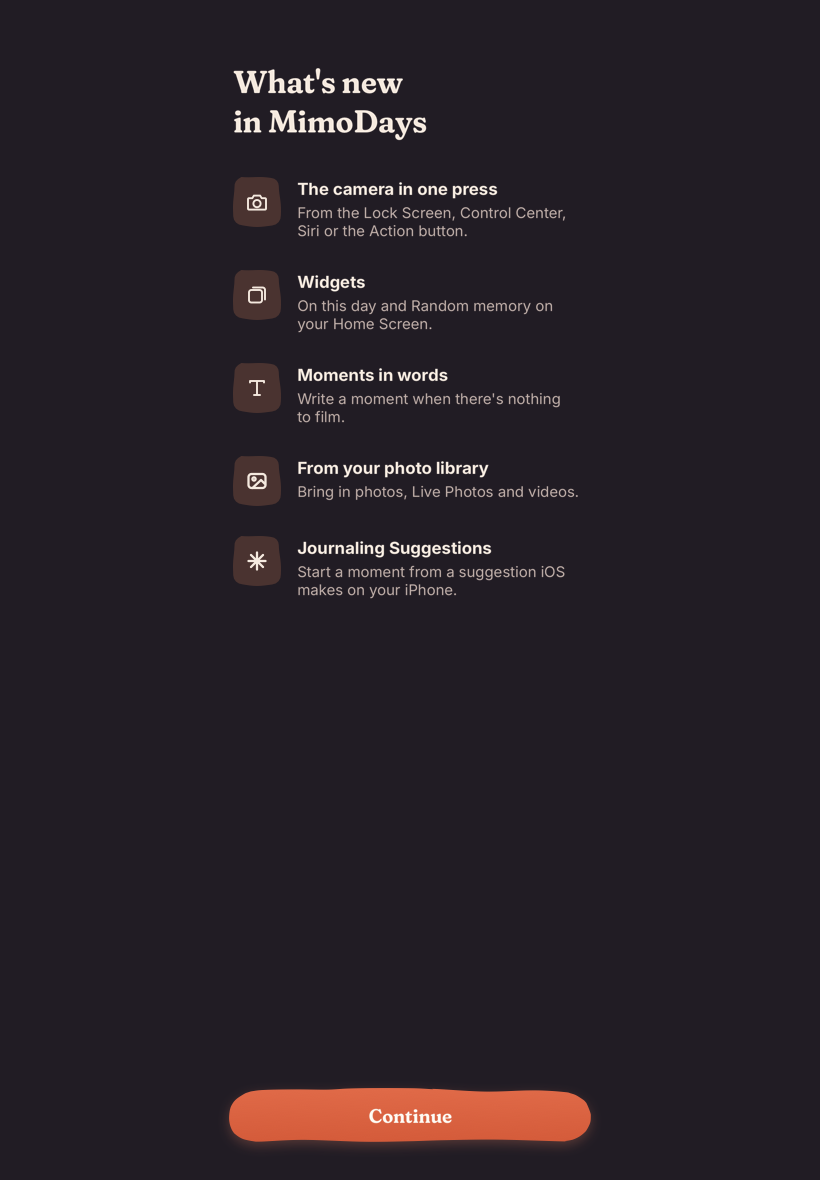 What's new
in MimoDays
The camera in one press
From the Lock Screen, Control Center,
Siri or the Action button.
Widgets
On this day and Random memory on
your Home Screen.
Moments in words
Write a moment when there's nothing
to film.
From your photo library
Bring in photos, Live Photos and videos.
Journaling Suggestions
Start a moment from a suggestion iOS
makes on your iPhone.
Continue